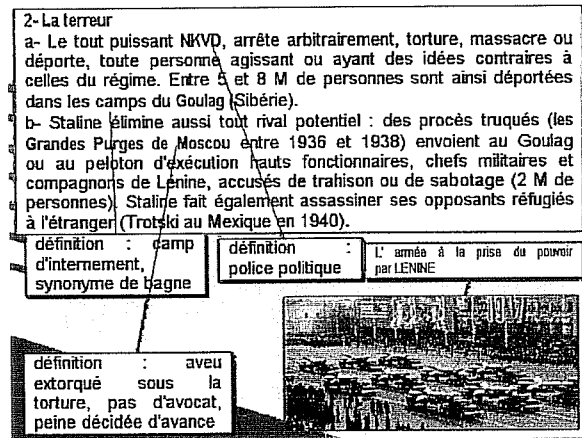 2- La terreur
a- Le tout puissant NKVD, arrête arbitrairement, torture, massacre ou
déporte, toute personne agissant ou ayant des idées contraires à
celles du régime. Entre 5 et 8 M de personnes sont ainsi déportées
dans les camps du Goulag (Sibérie).
b- Staline élimine aussi tout rival potentiel : des procès truqués (les
Grandes Purges de Moscou entre 1936 et 1938) envoient au Goulag
ou au peloton d'exécution hauts fonctionnaires, chefs militaires et
compagnons de Lénine, accusés de trahison ou de sabotage (2 M de
personnes). Staline fait également assassiner ses opposants réfugiés
à l'étranger (Trotski au Mexique en 1940).
définition : camp
d'internement,
synonyme de bagne
définition :
police politique
L' armée à la prise du pouvoir
par LENINE
définition : aveu
extorqué sous la
torture, pas d'avocat,
peine décidée d'avance